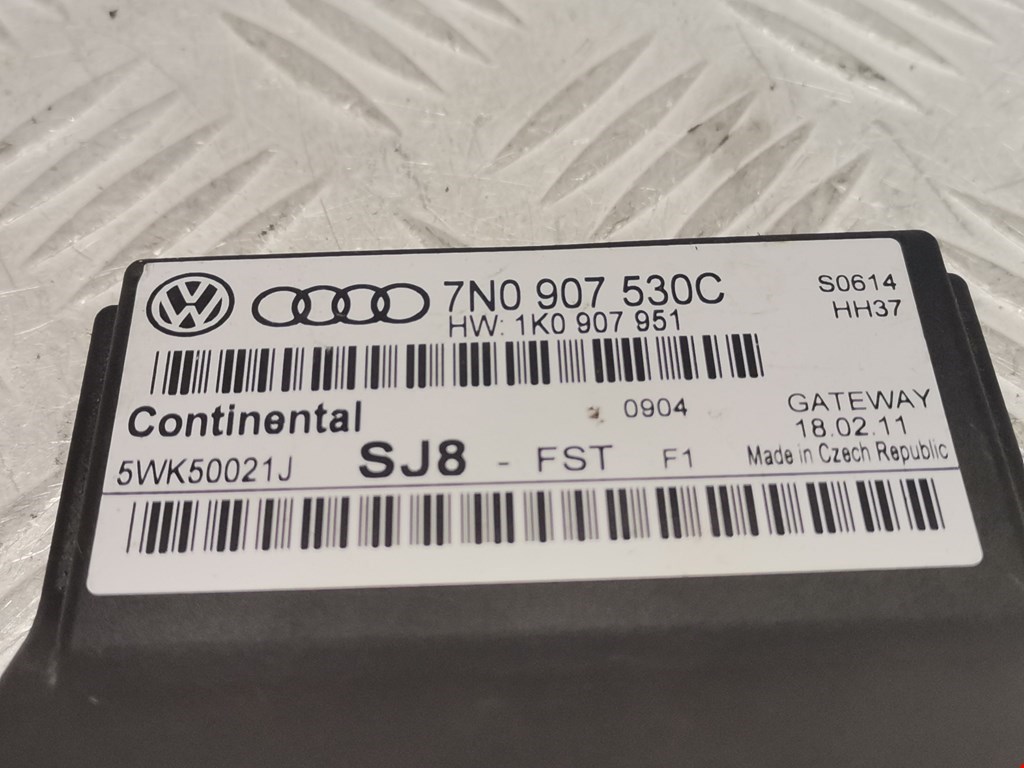 7N0 907 530C
S0614
HW: 1K0 907 951
HH37
Continental
0904
GATEWAY
18.02.11
5WK50021J
SJ8 - FST F1
Made in Czech Republic